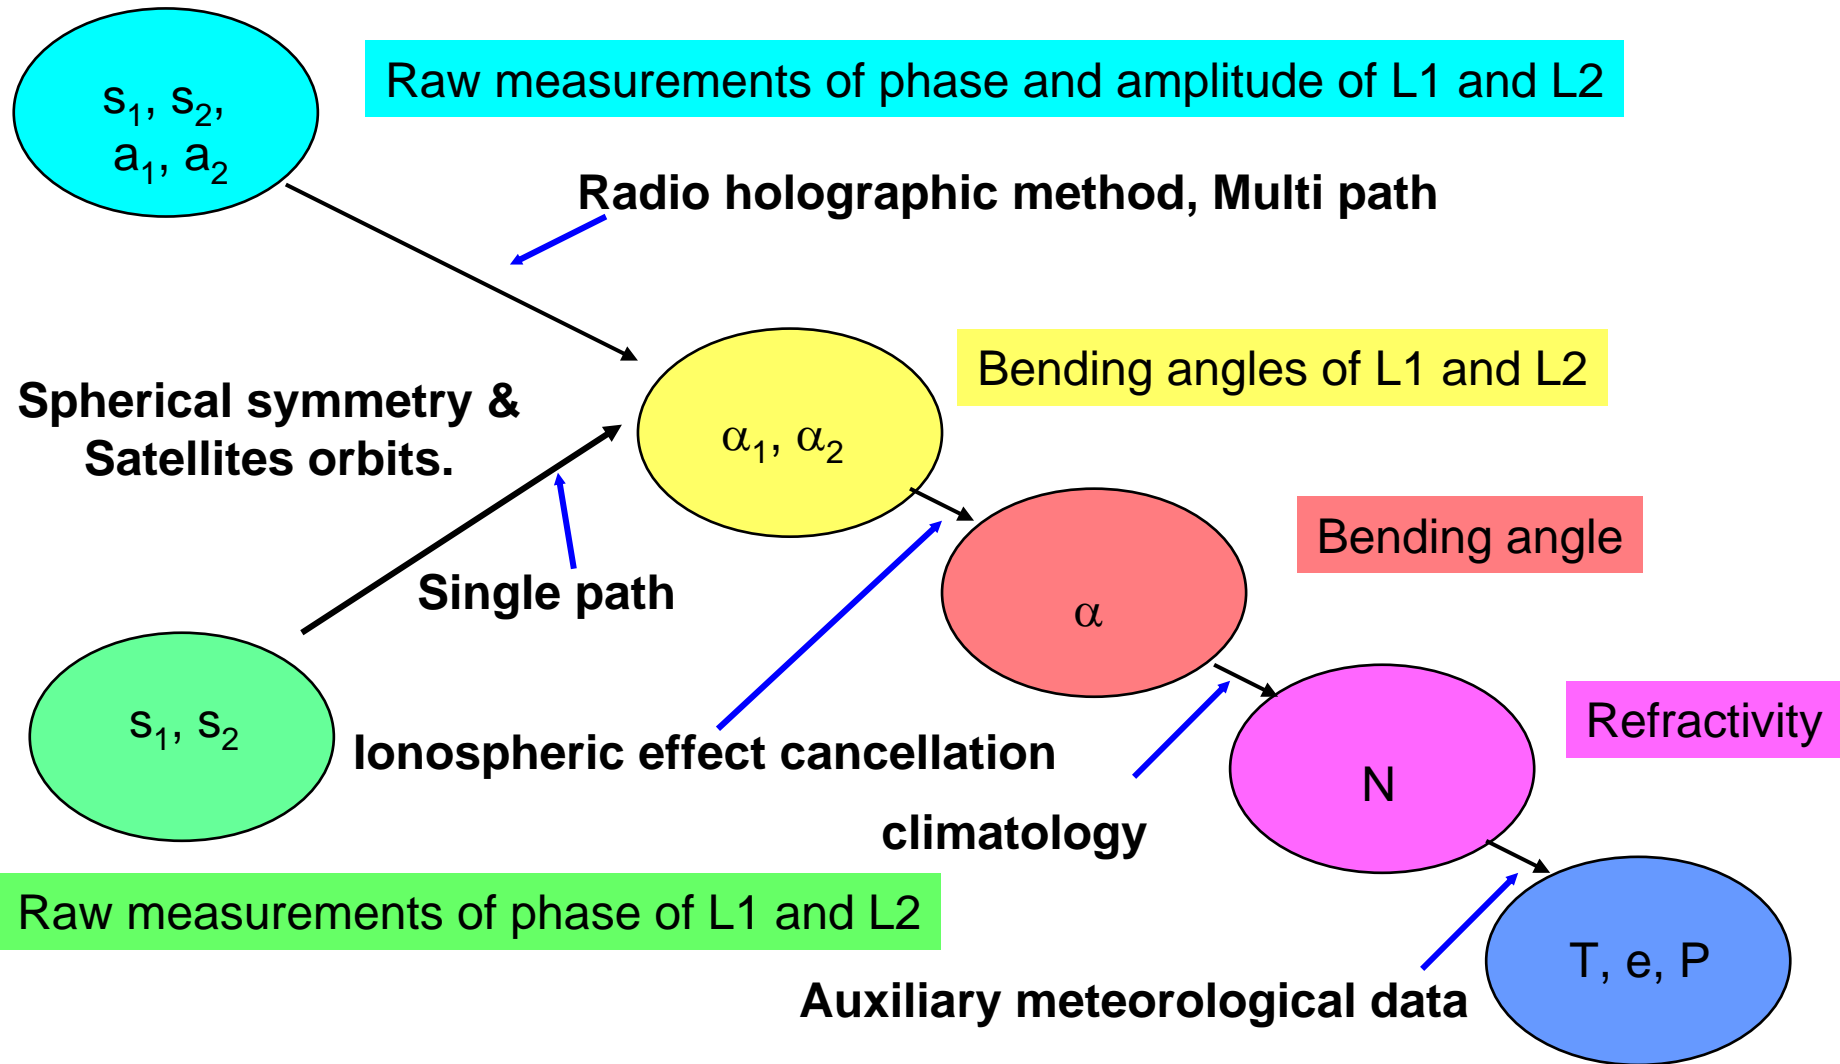 s₁, s₂,
a₁, a₂
Raw measurements of phase and amplitude of L1 and L2
Radio holographic method, Multi path
Bending angles of L1 and L2
Spherical symmetry &
Satellites orbits.
α₁, α₂
Bending angle
Single path
α
s₁, s₂
Refractivity
Ionospheric effect cancellation
N
climatology
Raw measurements of phase of L1 and L2
T, e, P
Auxiliary meteorological data